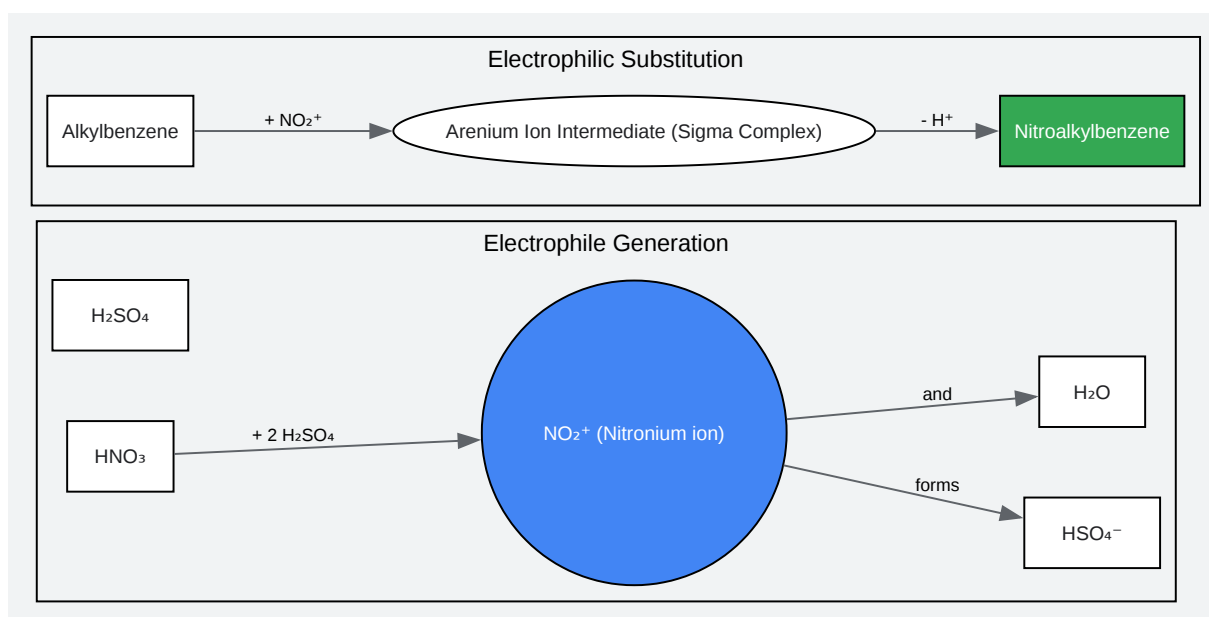 Electrophilic Substitution
Alkylbenzene
+ NO₂⁺
Arenium Ion Intermediate (Sigma Complex)
- H⁺
Nitroalkylbenzene
Electrophile Generation
H₂SO₄
HNO₃
+ 2 H₂SO₄
NO₂⁺ (Nitronium ion)
and
H₂O
forms
HSO₄⁻